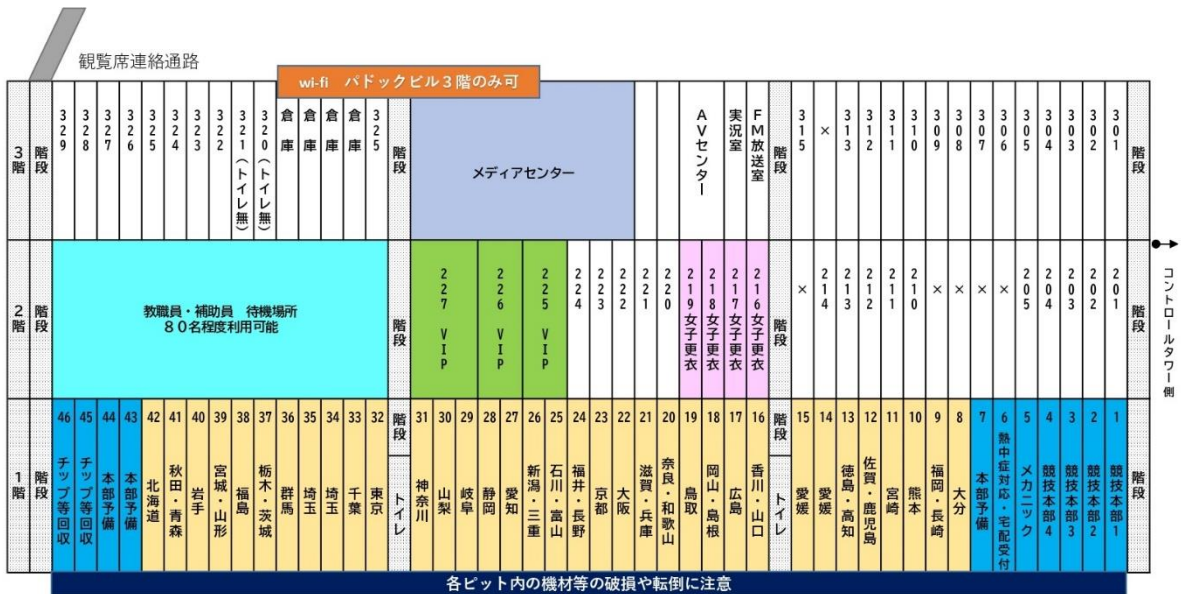 観覧席連絡通路
wi-fi パドックビル3階のみ可
3階
階段
329
328
327
326
325
324
323
322
321(トイレ無)
320(トイレ無)
倉庫
倉庫
倉庫
倉庫
325
階段
メディアセンター
AVセンター
実況室
FM放送室
階段
315
×
313
312
311
310
309
308
307
306
305
304
303
302
301
階段
2階
階段
教職員・補助員 待機場所
80名程度利用可能
階段
227 VIP
226 VIP
225 VIP
224
223
222
221
220
219女子更衣
218女子更衣
217女子更衣
216女子更衣
階段
×
214
213
212
211
210
×
×
×
×
205
204
203
202
201
コントロールタワー側
1階
階段
46 チップ等回収
45 チップ等回収
44 本部予備
43 本部予備
42 北海道
41 秋田・青森
40 岩手
39 宮城・山形
38 福島
37 栃木・茨城
36 群馬
35 埼玉
34 埼玉
33 千葉
32 東京
階段
トイレ
31 神奈川
30 山梨
29 岐阜
28 静岡
27 愛知
26 新潟・三重
25 石川・富山
24 福井・長野
23 京都
22 大阪
21 滋賀・兵庫
20 奈良・和歌山
19 鳥取
18 岡山・島根
17 広島
16 香川・山口
階段
トイレ
15 愛媛
14 愛媛
13 徳島・高知
12 佐賀・鹿児島
11 宮崎
10 熊本
9 福岡・長崎
8 大分
7 本部予備
6 熱中症対応・宅配受付
5 メカニック
4 競技本部4
3 競技本部3
2 競技本部2
1 競技本部1
階段
各ピット内の機材等の破損や転倒に注意